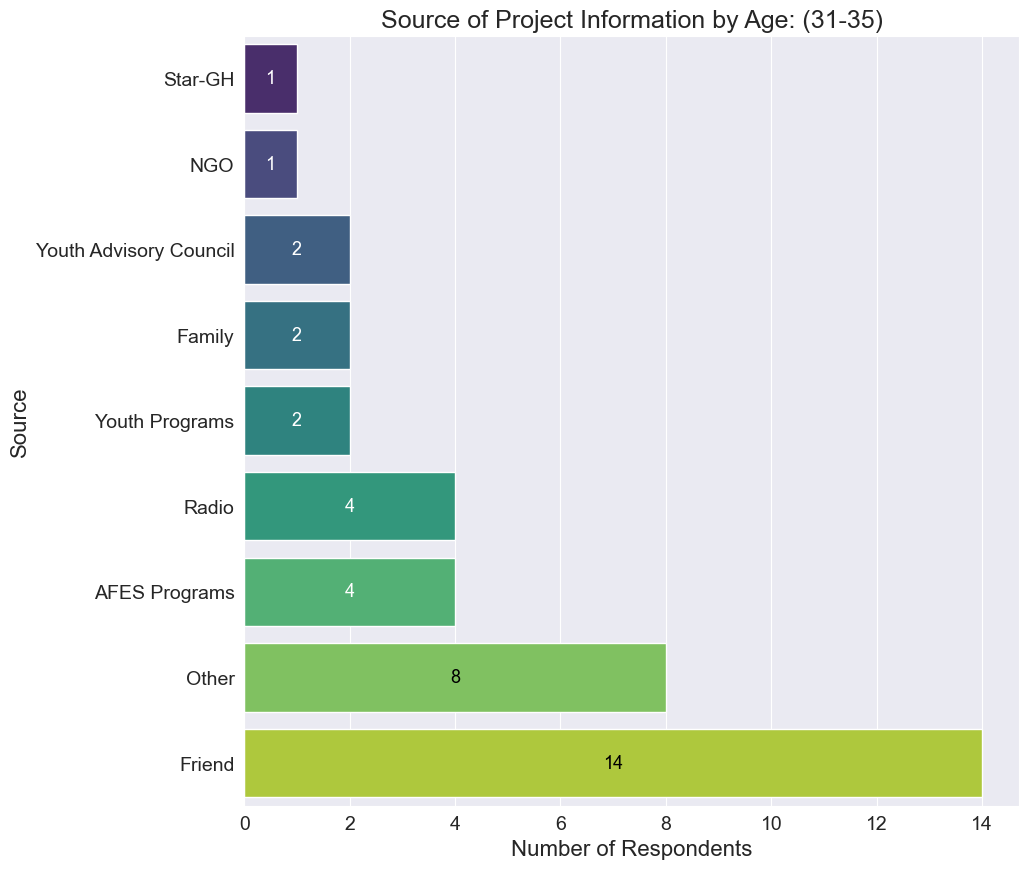 Source of Project Information by Age: (31-35)
Star-GH
1
NGO
1
Youth Advisory Council
2
Family
2
Youth Programs
2
Radio
4
AFES Programs
4
Other
8
Friend
14
Source
0 2 4 6 8 10 12 14
Number of Respondents